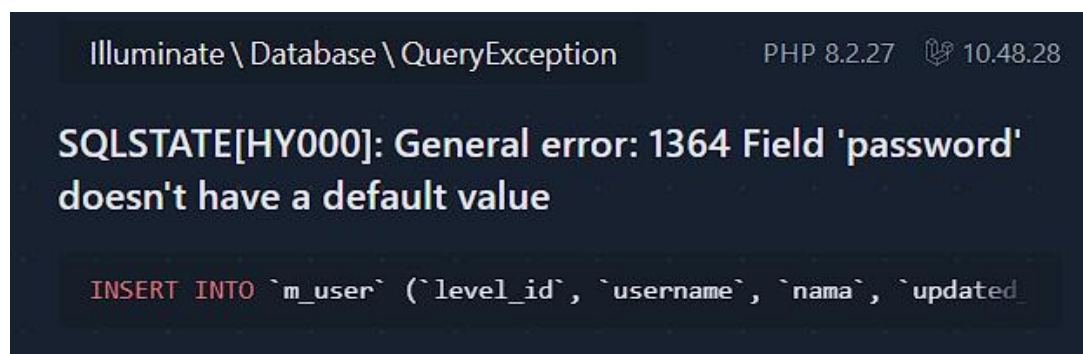 Illuminate\Database\QueryException PHP 8.2.27 10.48.28
SQLSTATE[HY000]: General error: 1364 Field 'password'
doesn't have a default value
INSERT INTO `m_user` (`level_id`, `username`, `nama`, `updated_